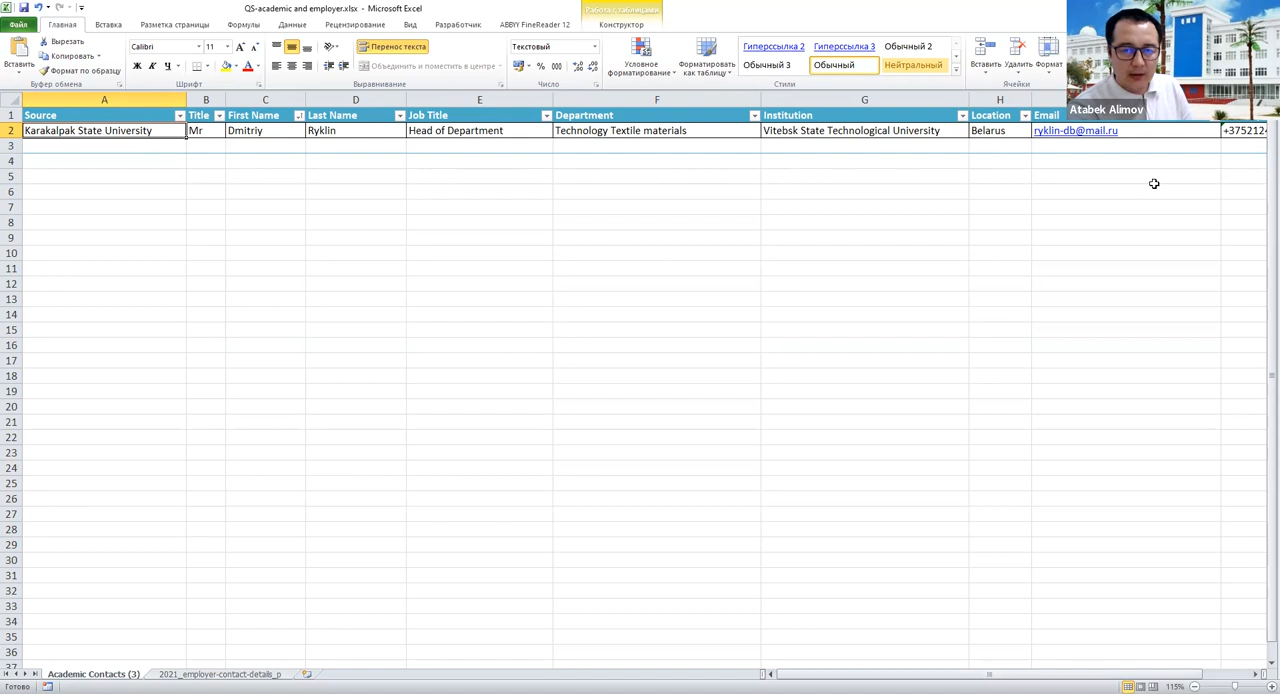 QS-academic and employer.xlsx - Microsoft Excel
Работа с таблицами
Файл Главная Вставка Разметка страницы Формулы Данные Рецензирование Вид Разработчик ABBYY FineReader 12 Конструктор
Вставить
Вырезать
Копировать
Формат по образцу
Буфер обмена
Calibri 11
Ж К Ч
Шрифт
Перенос текста
Объединить и поместить в центре
Выравнивание
Текстовый
% 000
Число
Условное форматирование
Форматировать как таблицу
Гиперссылка 2 Гиперссылка 3 Обычный 2
Обычный 3 Обычный Нейтральный
Стили
Вставить Удалить Формат
Ячейки
Atabek Alimov
A B C D E F G H
1 Source Title First Name Last Name Job Title Department Institution Location Email
2 Karakalpak State University Mr Dmitriy Ryklin Head of Department Technology Textile materials Vitebsk State Technological University Belarus ryklin-db@mail.ru +3752124
3
4
5
6
7
8
9
10
11
12
13
14
15
16
17
18
19
20
21
22
23
24
25
26
27
28
29
30
31
32
33
34
35
36
37
Academic Contacts (3) 2021_employer-contact-details_p
Готово 115%